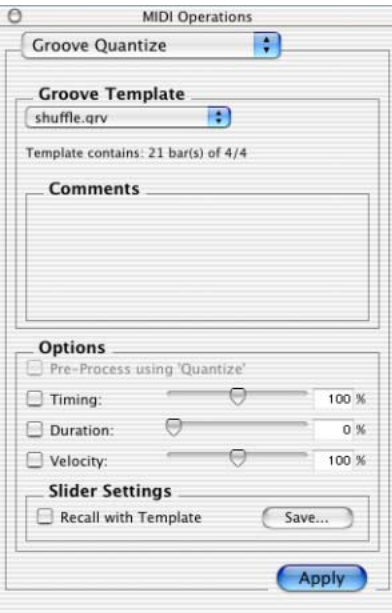 MIDI Operations
Groove Quantize
Groove Template
shuffle.grv
Template contains: 21 bar(s) of 4/4
Comments
Options
Pre-Process using 'Quantize'
Timing: 100 %
Duration: 0 %
Velocity: 100 %
Slider Settings
Recall with Template Save...
Apply